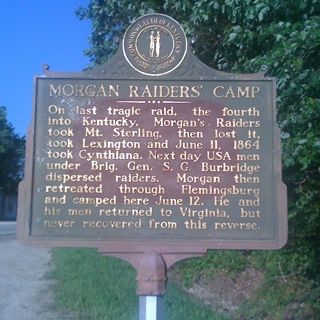 MORGAN RAIDERS' CAMP
On last tragic raid, the fourth
into Kentucky, Morgan's Raiders
took Mt. Sterling, then lost it,
took Lexington and June 11, 1864
took Cynthiana. Next day USA men
under Brig. Gen. S. G. Burbridge
dispersed raiders. Morgan then
retreated through Flemingsburg
and camped here June 12. He and
his men returned to Virginia, but
never recovered from this reverse.